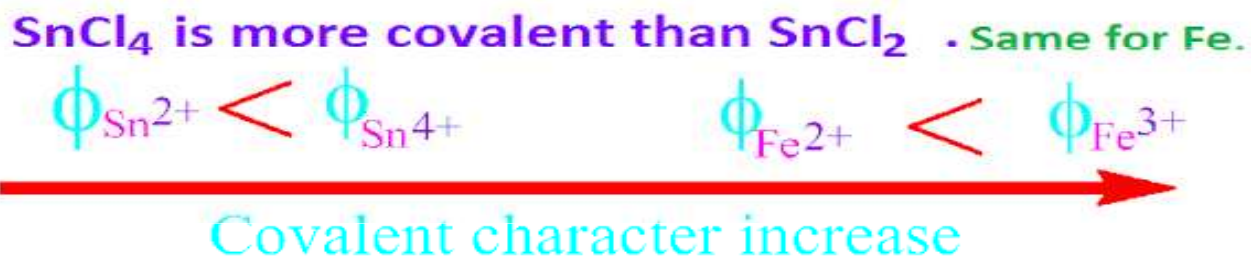 SnCl₄ is more covalent than SnCl₂ . Same for Fe.
ϕSn²⁺ < ϕSn⁴⁺ ϕFe²⁺ < ϕFe³⁺
Covalent character increase